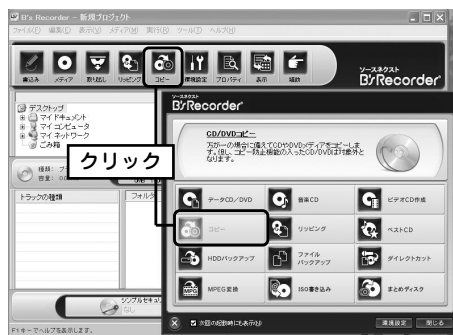 B's Recorder - 新規プロジェクト
ファイル(F) 編集(E) 表示(V) メディア(M) 実行(R) ツール(T) ヘルプ(H)
書込み メディア 取り出し リッピング コピー 環境設定 プロパティ 表示 補助
ソースネクスト
B'sRecorder
デスクトップ
マイ ドキュメント
マイ コンピュータ
マイ ネットワーク
ごみ箱
クリック
種類:
容量:
トラックの種類
フォルダ
シンプルセキュリ
なし
F1キーでヘルプを表示します。
ソースネクスト
B'sRecorder
CD/DVDコピー
万が一の場合に備えてCDやDVDメディアをコピーします。但し、コピー防止機能の入ったCD/DVDは対象外となります。
データCD/DVD
音楽CD
ビデオCD作成
コピー
リッピング
ベストCD
HDDバックアップ
ファイル
バックアップ
ダイレクトカット
MPEG変換
ISO書き込み
まとめディスク
次回の起動時にも表示(N)
環境設定
閉じる